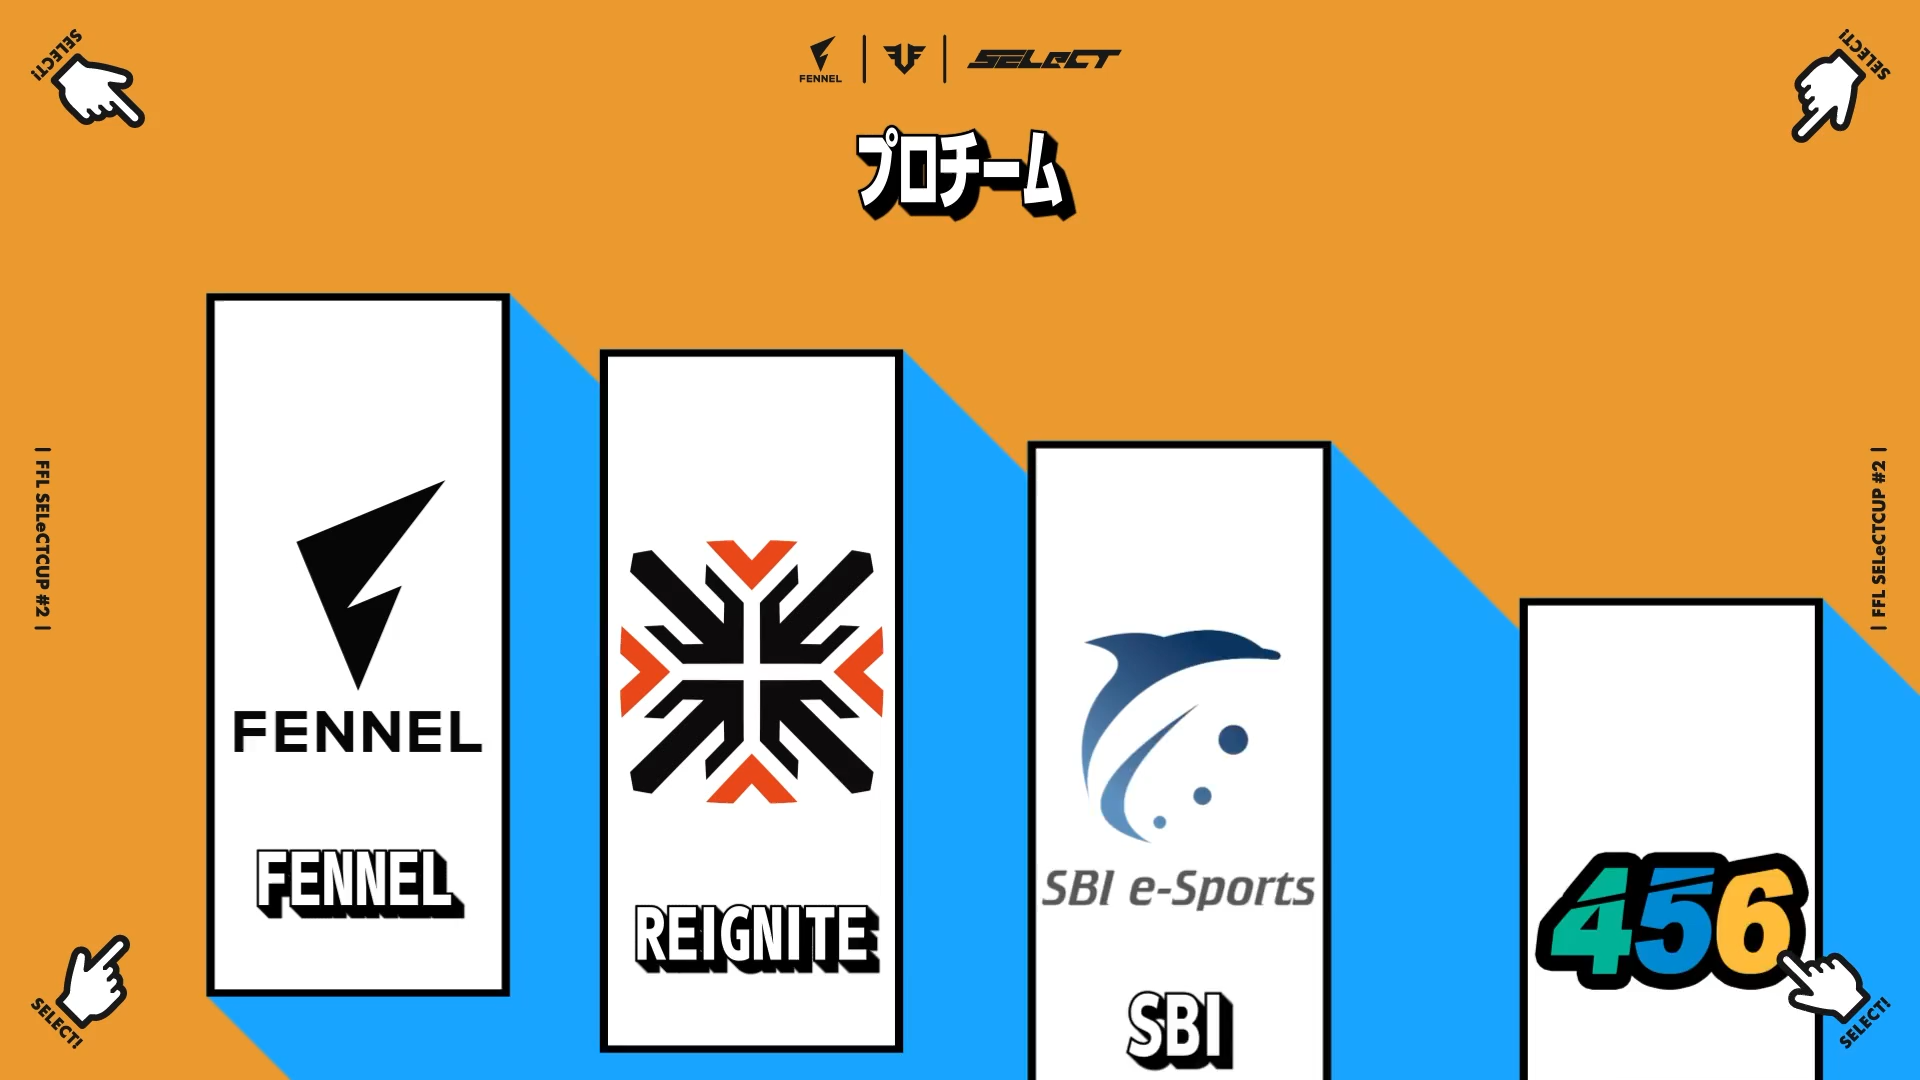 SELECT!
SELECT!
FENNEL
SELeCT
プロチーム
| FFL SELeCTCUP #2 |
| FFL SELeCTCUP #2 |
FENNEL
FENNEL
REIGNITE
SBI e-Sports
SBI
456
SELECT!
SELECT!